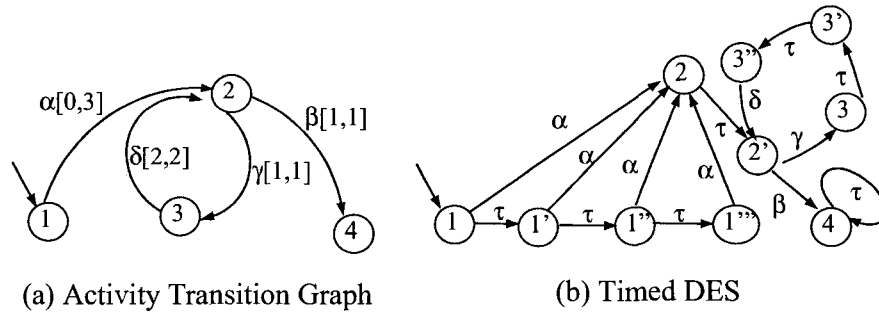 α[0,3]
2
β[1,1]
δ[2,2]
γ[1,1]
1
3
4
(a) Activity Transition Graph
3'
τ
3''
2
τ
α
δ
3
τ
α
γ
2'
α
α
β
τ
1
τ
1'
τ
1''
τ
1'''
4
(b) Timed DES